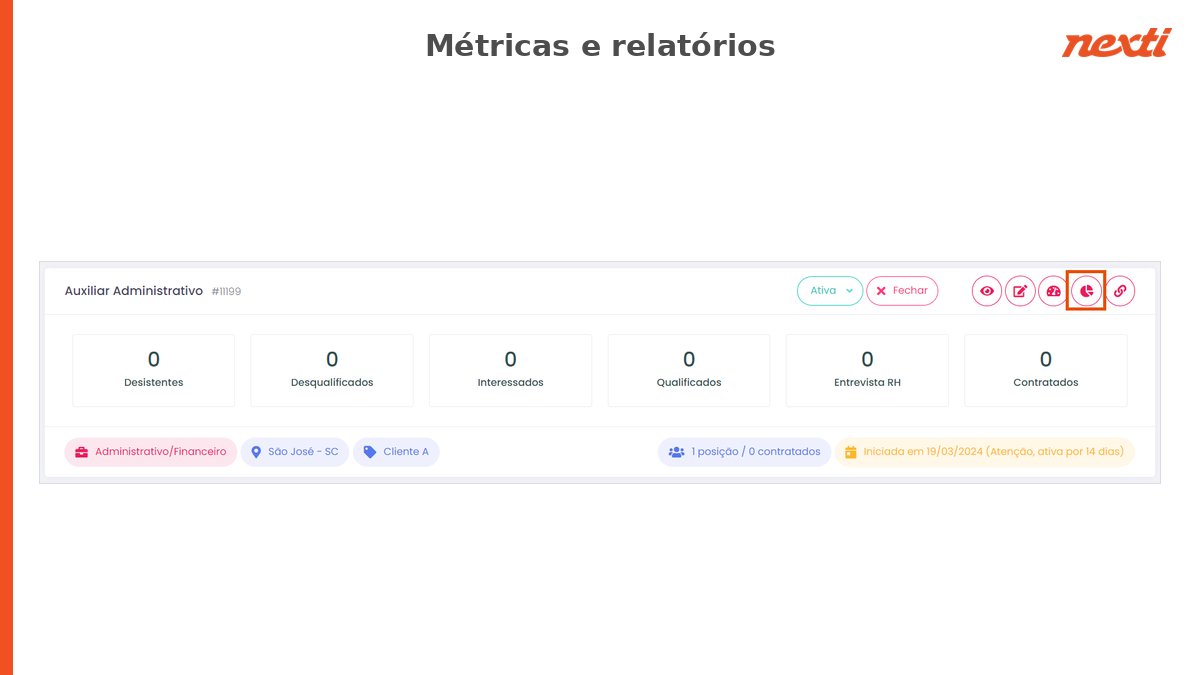 Métricas e relatórios
nexti
Auxiliar Administrativo #11199
Ativa
Fechar
0
Desistentes
0
Desqualificados
0
Interessados
0
Qualificados
0
Entrevista RH
0
Contratados
Administrativo/Financeiro
São José - SC
Cliente A
1 posição / 0 contratados
Iniciada em 19/03/2024 (Atenção, ativa por 14 dias)